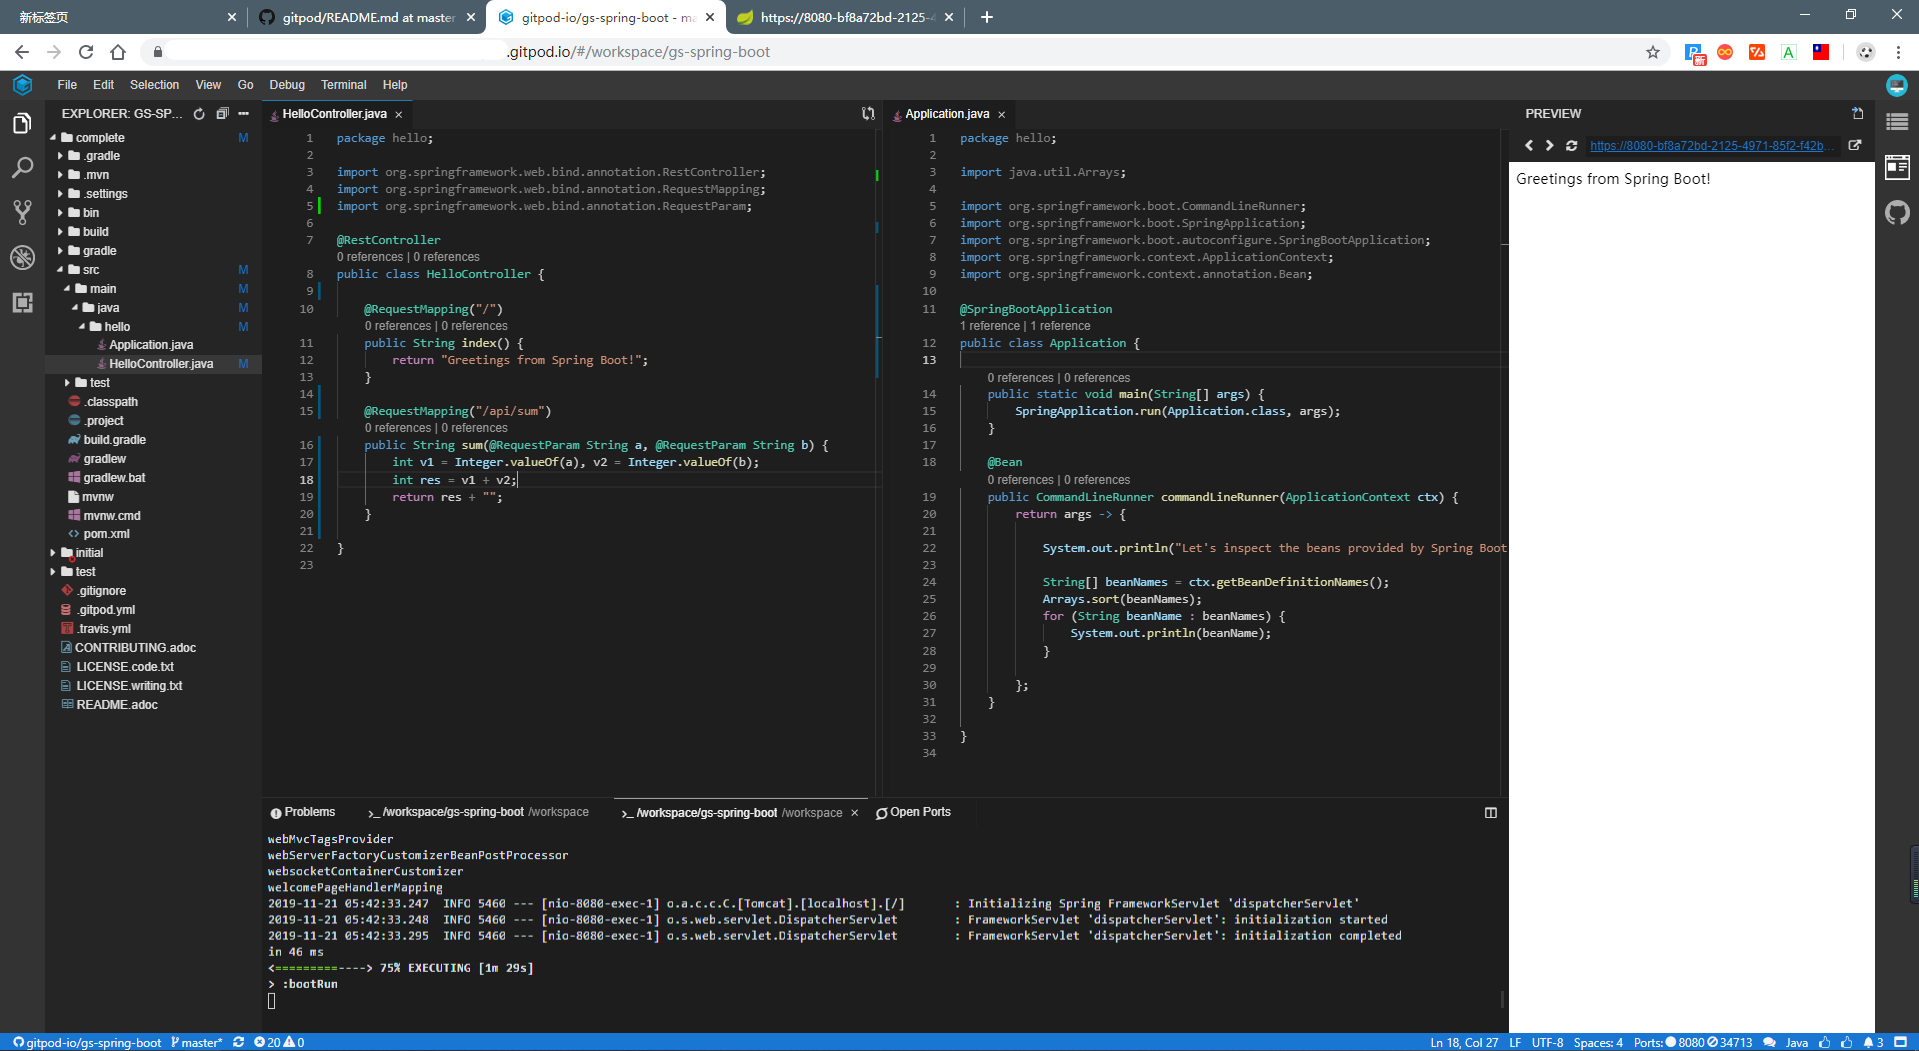 新标签页
gitpod/README.md at master
gitpod-io/gs-spring-boot - ma
https://8080-bf8a72bd-2125-4
.gitpod.io/#/workspace/gs-spring-boot
新
A
File Edit Selection View Go Debug Terminal Help
EXPLORER: GS-SP...
complete M
.gradle
.mvn
.settings
bin
build
gradle
src M
main M
java M
hello M
Application.java
HelloController.java M
test
.classpath
.project
build.gradle
gradlew
gradlew.bat
mvnw
mvnw.cmd
pom.xml
initial
test
.gitignore
.gitpod.yml
.travis.yml
CONTRIBUTING.adoc
LICENSE.code.txt
LICENSE.writing.txt
README.adoc
HelloController.java
1 package hello;
2
3 import org.springframework.web.bind.annotation.RestController;
4 import org.springframework.web.bind.annotation.RequestMapping;
5 import org.springframework.web.bind.annotation.RequestParam;
6
7 @RestController
0 references | 0 references
8 public class HelloController {
9
10 @RequestMapping("/")
0 references | 0 references
11 public String index() {
12 return "Greetings from Spring Boot!";
13 }
14
15 @RequestMapping("/api/sum")
0 references | 0 references
16 public String sum(@RequestParam String a, @RequestParam String b) {
17 int v1 = Integer.valueOf(a), v2 = Integer.valueOf(b);
18 int res = v1 + v2;
19 return res + "";
20 }
21
22 }
23
Application.java
1 package hello;
2
3 import java.util.Arrays;
4
5 import org.springframework.boot.CommandLineRunner;
6 import org.springframework.boot.SpringApplication;
7 import org.springframework.boot.autoconfigure.SpringBootApplication;
8 import org.springframework.context.ApplicationContext;
9 import org.springframework.context.annotation.Bean;
10
11 @SpringBootApplication
1 reference | 1 reference
12 public class Application {
13
0 references | 0 references
14 public static void main(String[] args) {
15 SpringApplication.run(Application.class, args);
16 }
17
18 @Bean
0 references | 0 references
19 public CommandLineRunner commandLineRunner(ApplicationContext ctx) {
20 return args -> {
21
22 System.out.println("Let's inspect the beans provided by Spring Boot
23
24 String[] beanNames = ctx.getBeanDefinitionNames();
25 Arrays.sort(beanNames);
26 for (String beanName : beanNames) {
27 System.out.println(beanName);
28 }
29
30 };
31 }
32
33 }
34
PREVIEW
https://8080-bf8a72bd-2125-4971-85f2-f42b...
Greetings from Spring Boot!
Problems
>_ /workspace/gs-spring-boot /workspace
>_ /workspace/gs-spring-boot /workspace
Open Ports
webMvcTagsProvider
webServerFactoryCustomizerBeanPostProcessor
websocketContainerCustomizer
welcomePageHandlerMapping
2019-11-21 05:42:33.247 INFO 5460 --- [nio-8080-exec-1] o.a.c.c.C.[Tomcat].[localhost].[/] : Initializing Spring FrameworkServlet 'dispatcherServlet'
2019-11-21 05:42:33.248 INFO 5460 --- [nio-8080-exec-1] o.s.web.servlet.DispatcherServlet : FrameworkServlet 'dispatcherServlet': initialization started
2019-11-21 05:42:33.295 INFO 5460 --- [nio-8080-exec-1] o.s.web.servlet.DispatcherServlet : FrameworkServlet 'dispatcherServlet': initialization completed
in 46 ms
<=========----> 75% EXECUTING [1m 29s]
> :bootRun
gitpod-io/gs-spring-boot master* 20 0
Ln 18, Col 27 LF UTF-8 Spaces: 4 Ports: 8080 34713 Java 3